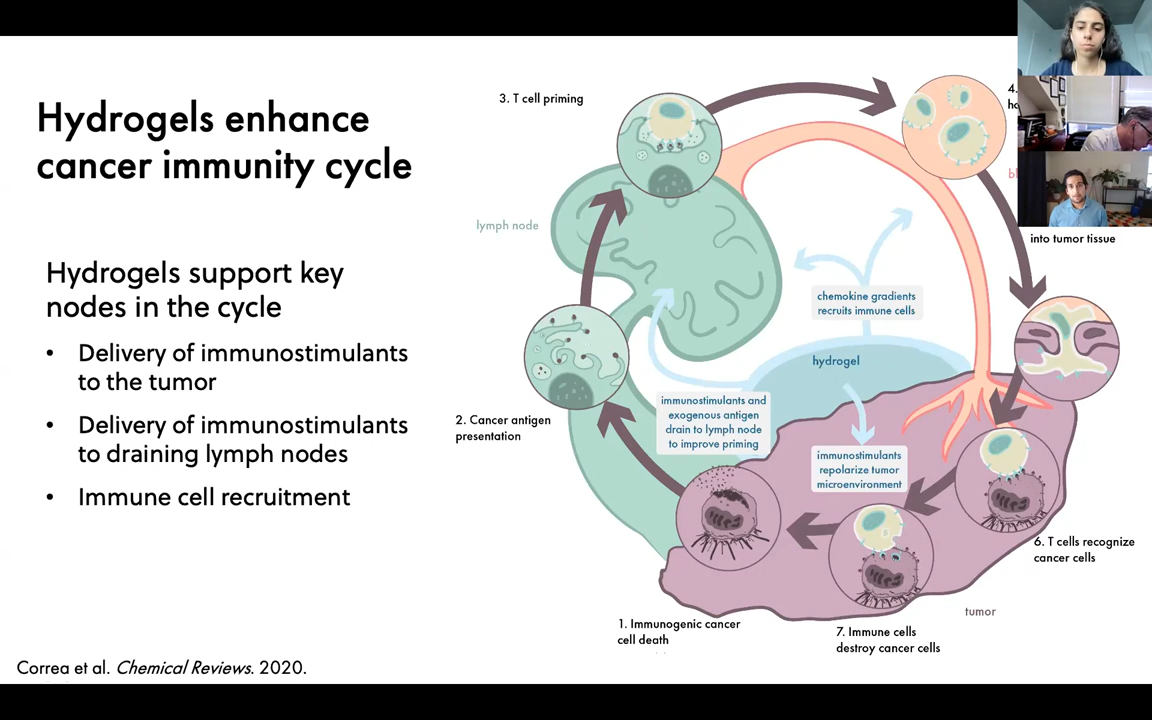 Hydrogels enhance
cancer immunity cycle
Hydrogels support key
nodes in the cycle
• Delivery of immunostimulants
to the tumor
• Delivery of immunostimulants
to draining lymph nodes
• Immune cell recruitment
Correa et al. Chemical Reviews. 2020.
3. T cell priming
4.
lymph node
into tumor tissue
chemokine gradients
recruits immune cells
hydrogel
immunostimulants and
exogenous antigen
drain to lymph node
to improve priming
2. Cancer antigen
presentation
immunostimulants
repolarize tumor
microenvironment
6. T cells recognize
cancer cells
tumor
1. Immunogenic cancer
cell death
7. Immune cells
destroy cancer cells